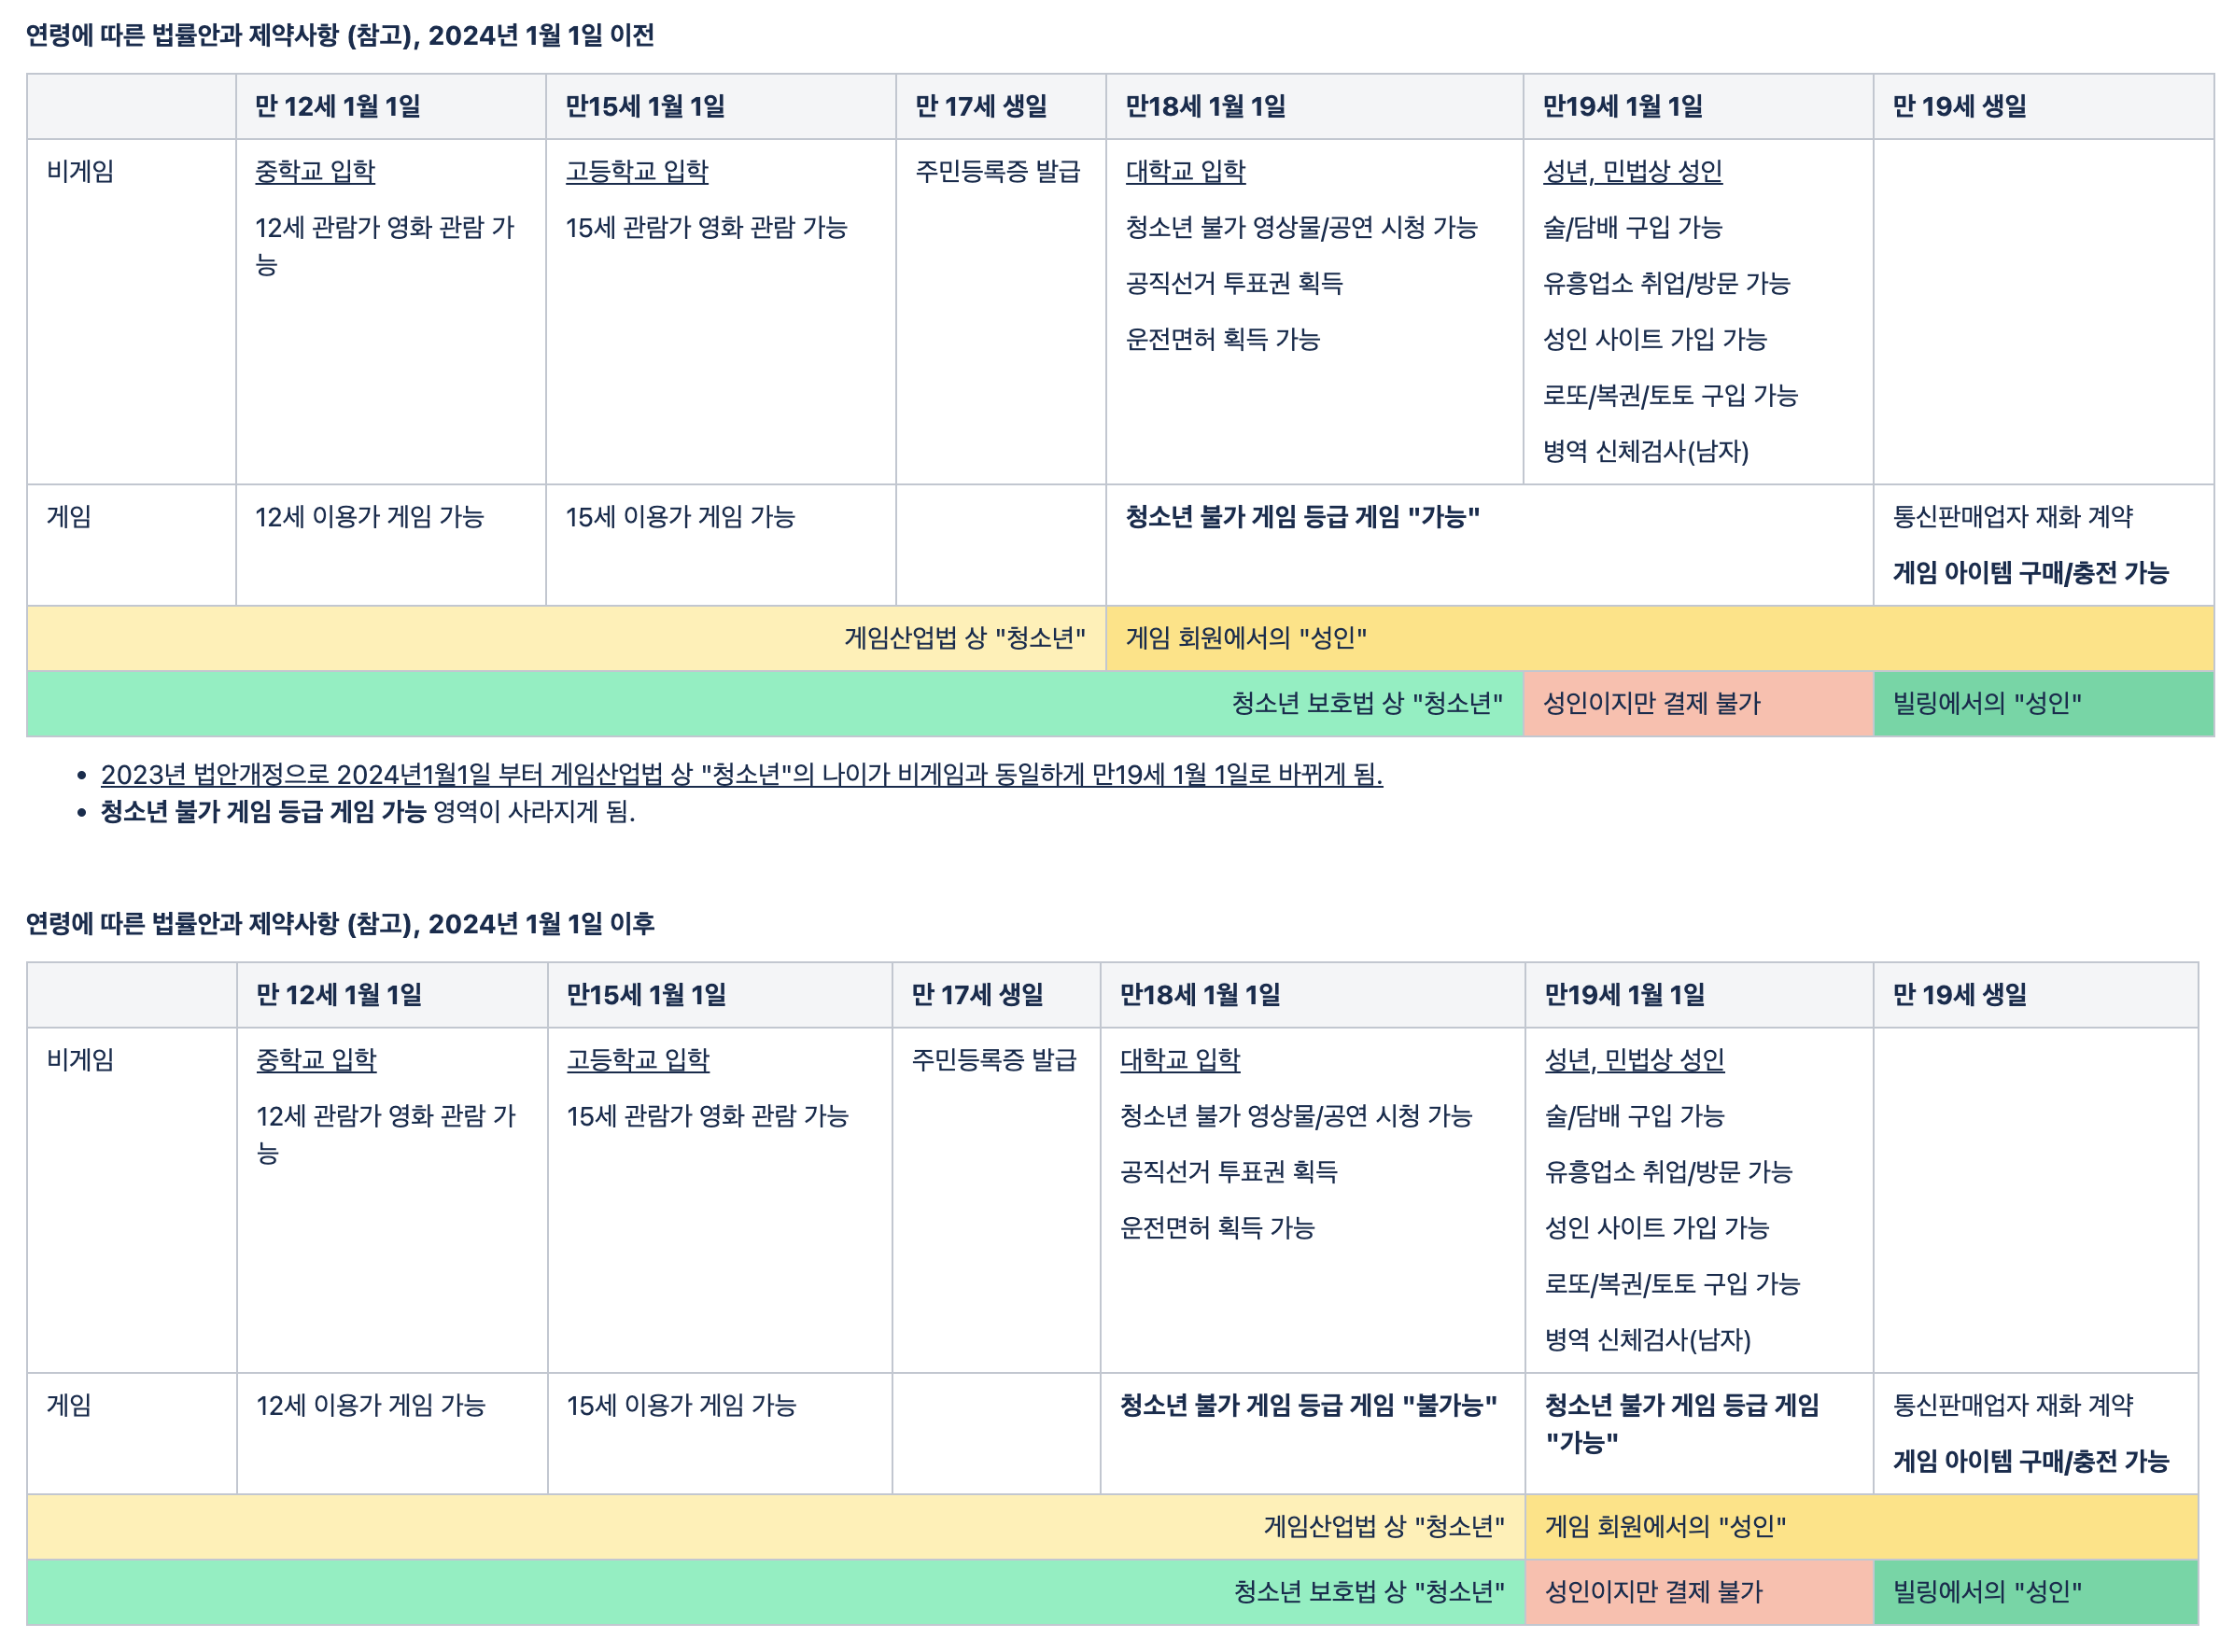 연령에 따른 법률안과 제약사항 (참고), 2024년 1월 1일 이전
만 12세 1월 1일
만15세 1월 1일
만 17세 생일
만18세 1월 1일
만19세 1월 1일
만 19세 생일
비게임
중학교 입학
12세 관람가 영화 관람 가
능
고등학교 입학
15세 관람가 영화 관람 가능
주민등록증 발급
대학교 입학
청소년 불가 영상물/공연 시청 가능
공직선거 투표권 획득
운전면허 획득 가능
성년, 민법상 성인
술/담배 구입 가능
유흥업소 취업/방문 가능
성인 사이트 가입 가능
로또/복권/토토 구입 가능
병역 신체검사(남자)
게임
12세 이용가 게임 가능
15세 이용가 게임 가능
청소년 불가 게임 등급 게임 "가능"
통신판매업자 재화 계약
게임 아이템 구매/충전 가능
게임산업법 상 "청소년"
게임 회원에서의 "성인"
청소년 보호법 상 "청소년"
성인이지만 결제 불가
빌링에서의 "성인"
• 2023년 법안개정으로 2024년1월1일 부터 게임산업법 상 "청소년"의 나이가 비게임과 동일하게 만19세 1월 1일로 바뀌게 됨.
• 청소년 불가 게임 등급 게임 가능 영역이 사라지게 됨.
연령에 따른 법률안과 제약사항 (참고), 2024년 1월 1일 이후
만 12세 1월 1일
만15세 1월 1일
만 17세 생일
만18세 1월 1일
만19세 1월 1일
만 19세 생일
비게임
중학교 입학
12세 관람가 영화 관람 가
능
고등학교 입학
15세 관람가 영화 관람 가능
주민등록증 발급
대학교 입학
청소년 불가 영상물/공연 시청 가능
공직선거 투표권 획득
운전면허 획득 가능
성년, 민법상 성인
술/담배 구입 가능
유흥업소 취업/방문 가능
성인 사이트 가입 가능
로또/복권/토토 구입 가능
병역 신체검사(남자)
게임
12세 이용가 게임 가능
15세 이용가 게임 가능
청소년 불가 게임 등급 게임 "불가능"
청소년 불가 게임 등급 게임
"가능"
통신판매업자 재화 계약
게임 아이템 구매/충전 가능
게임산업법 상 "청소년"
게임 회원에서의 "성인"
청소년 보호법 상 "청소년"
성인이지만 결제 불가
빌링에서의 "성인"